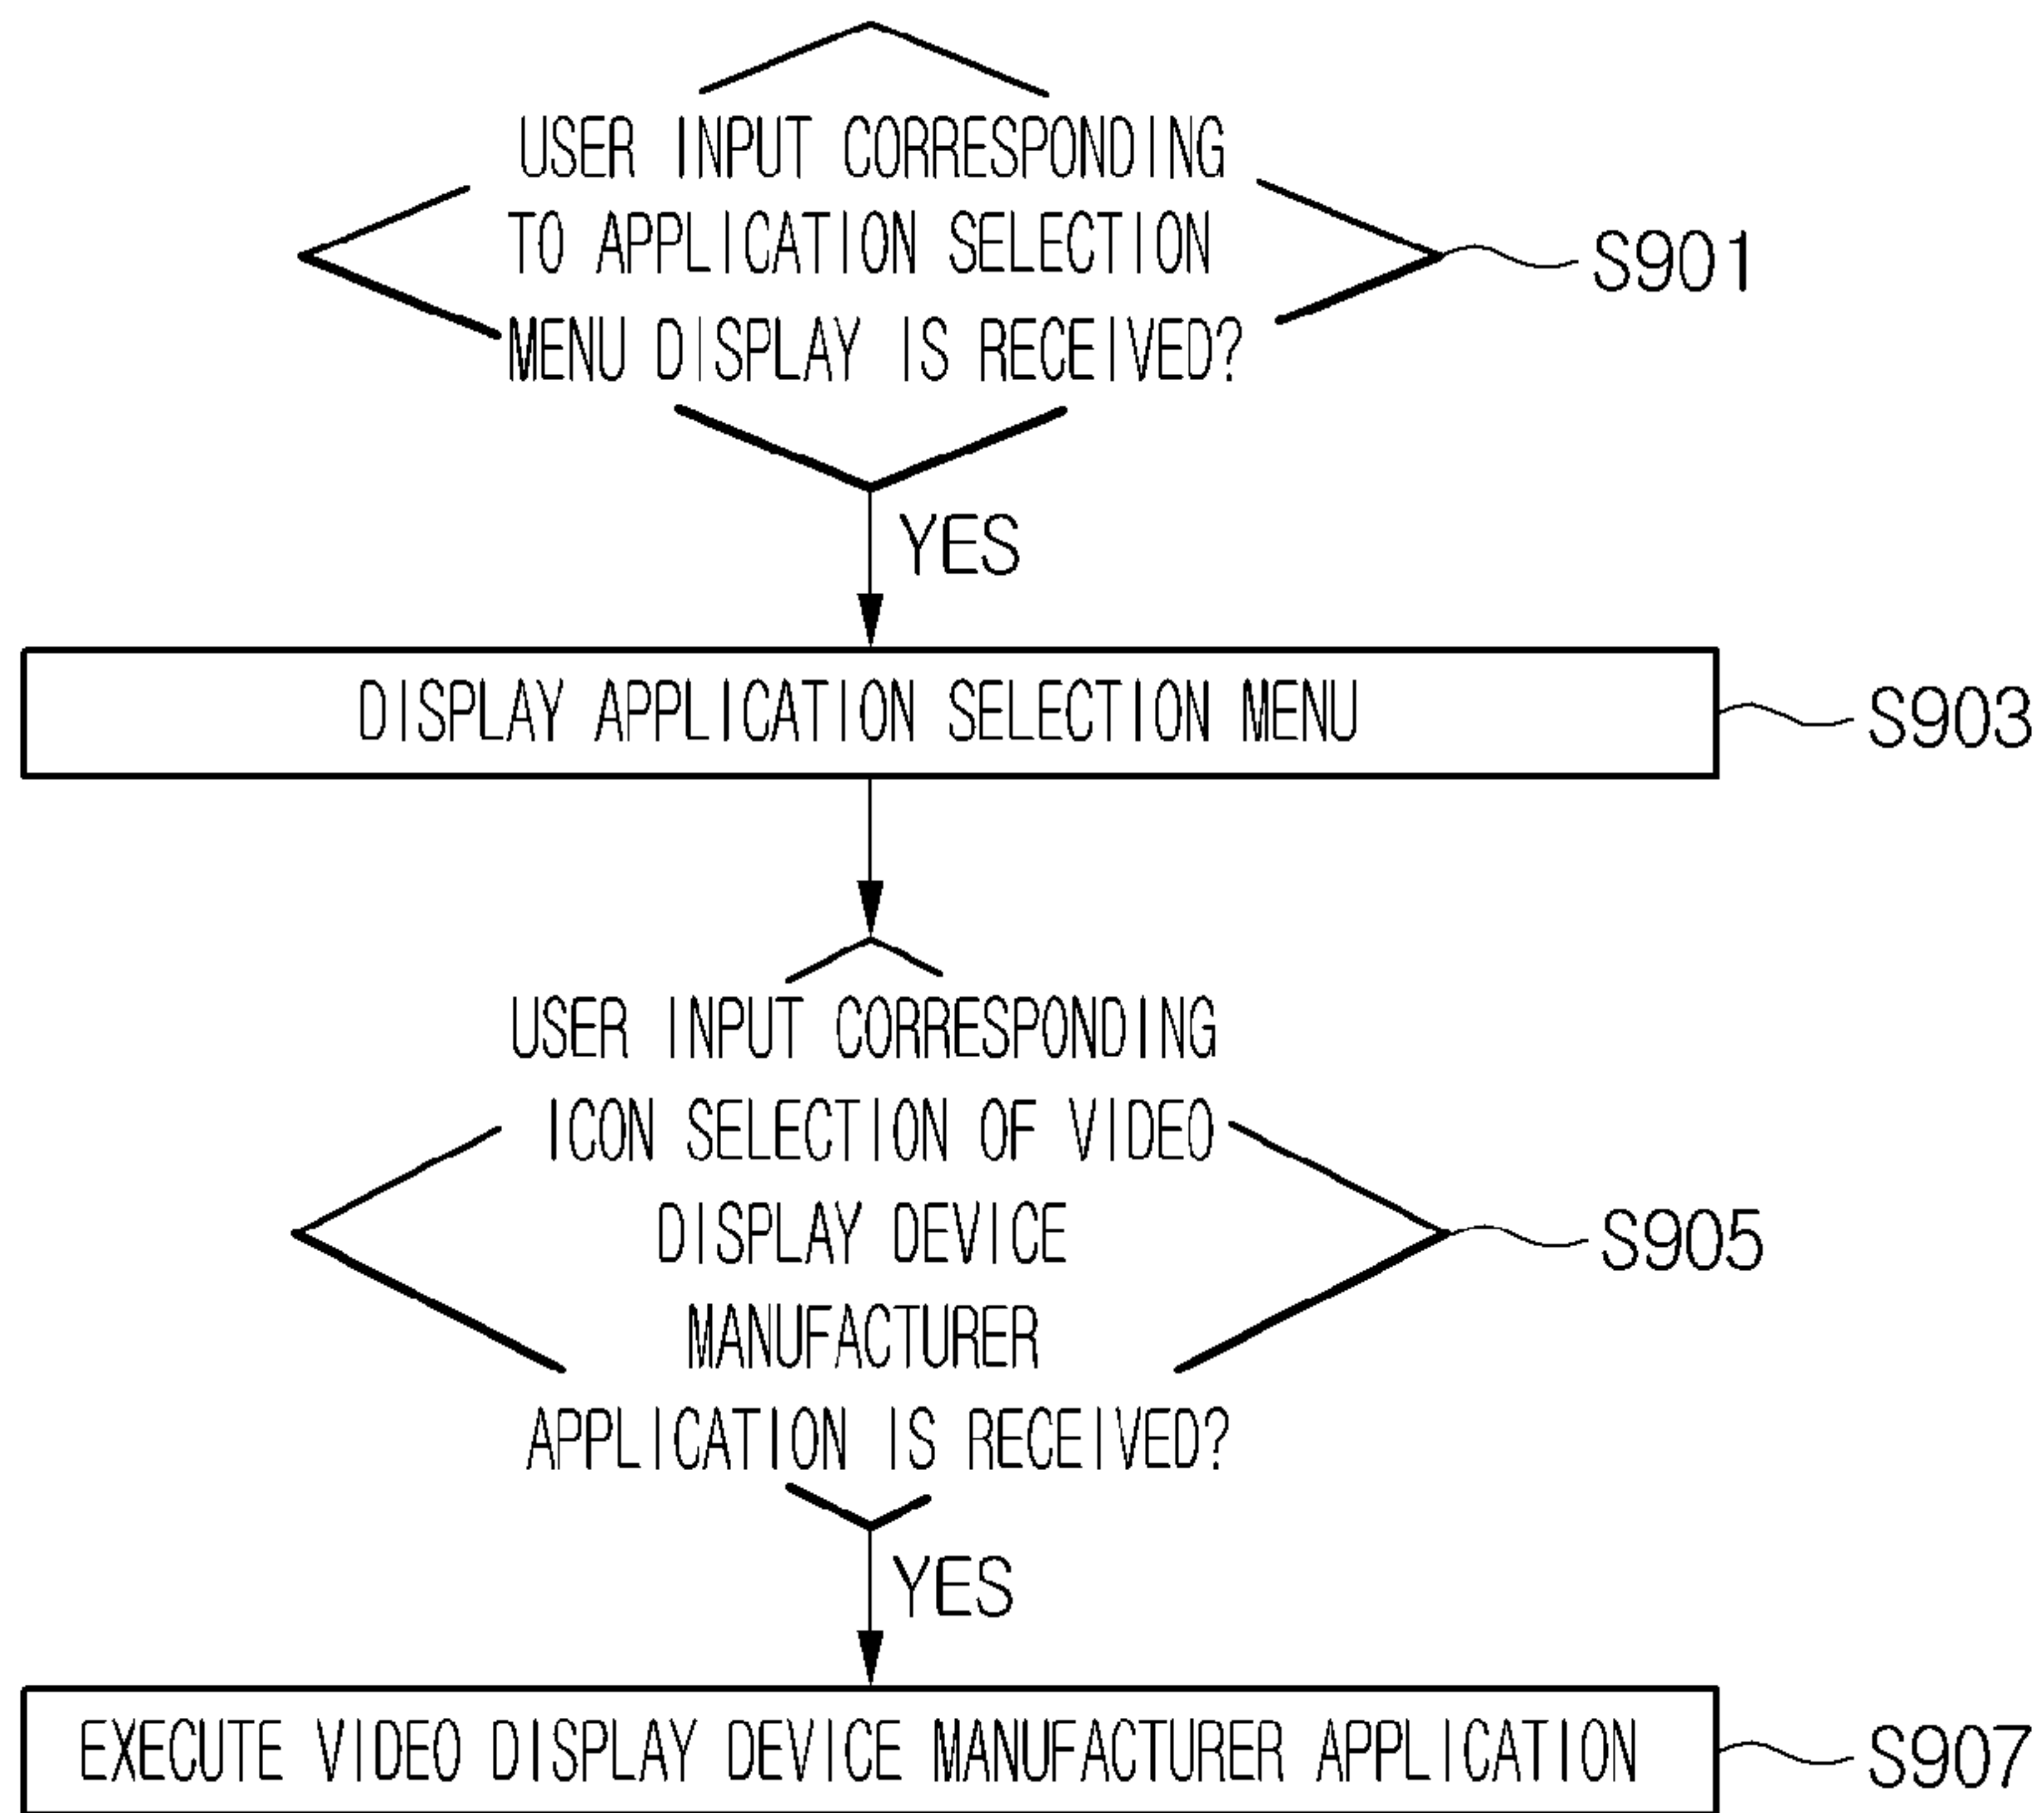 USER INPUT CORRESPONDING
TO APPLICATION SELECTION
MENU DISPLAY IS RECEIVED?
S901
YES
DISPLAY APPLICATION SELECTION MENU
S903
USER INPUT CORRESPONDING
ICON SELECTION OF VIDEO
DISPLAY DEVICE
MANUFACTURER
APPLICATION IS RECEIVED?
S905
YES
EXECUTE VIDEO DISPLAY DEVICE MANUFACTURER APPLICATION
S907